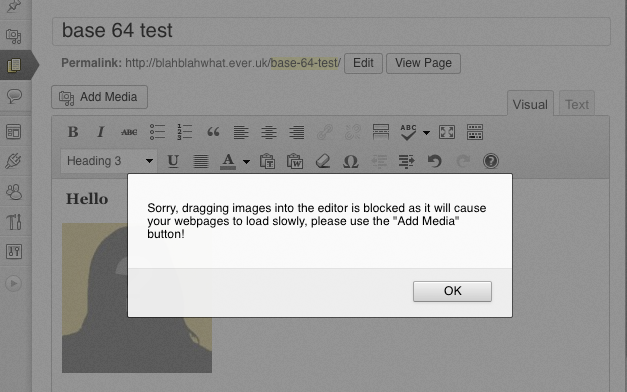 base 64 test
Permalink: http://blahblahwhat.ever.uk/base-64-test/ Edit View Page
Add Media
Visual Text
B I ABC ABC
Heading 3 U A T W Ω ?
Hello
Sorry, dragging images into the editor is blocked as it will cause
your webpages to load slowly, please use the "Add Media"
button!
OK